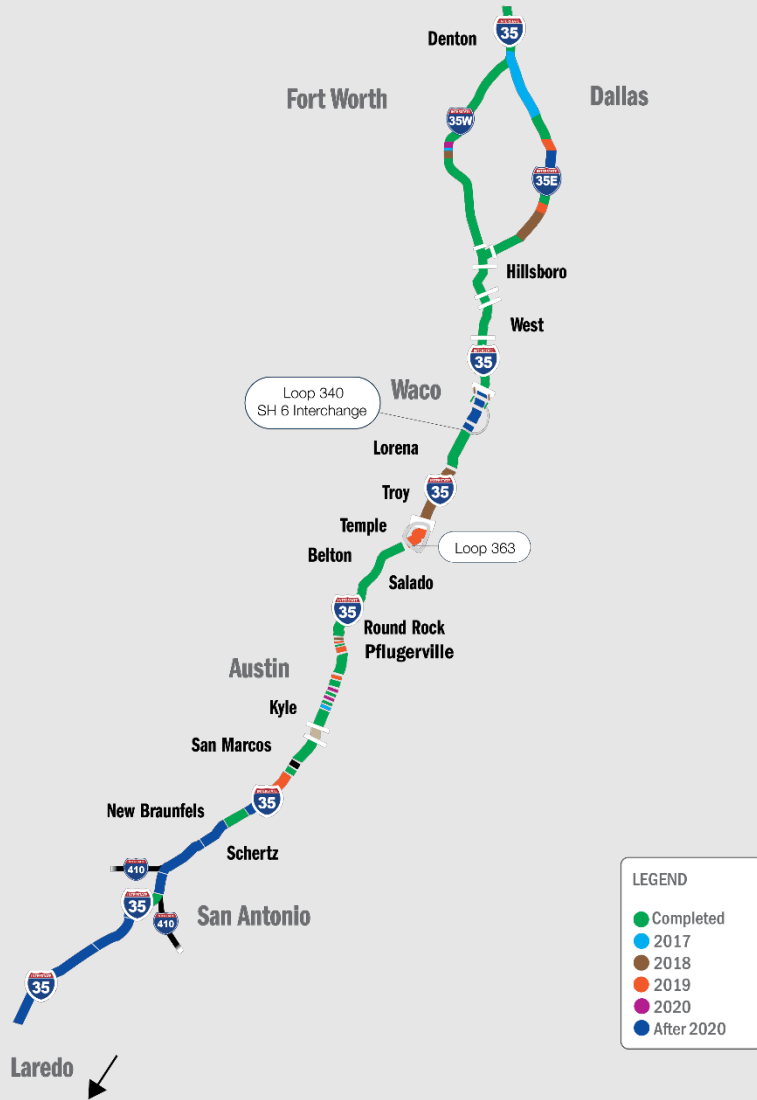 Denton
35
Fort Worth
Dallas
35W
35E
Hillsboro
West
35
Waco
Loop 340
SH 6 Interchange
Lorena
Troy
35
Temple
Loop 363
Belton
Salado
35
Round Rock
Pflugerville
Austin
Kyle
San Marcos
35
New Braunfels
Schertz
410
35
San Antonio
410
35
Laredo
LEGEND
Completed
2017
2018
2019
2020
After 2020